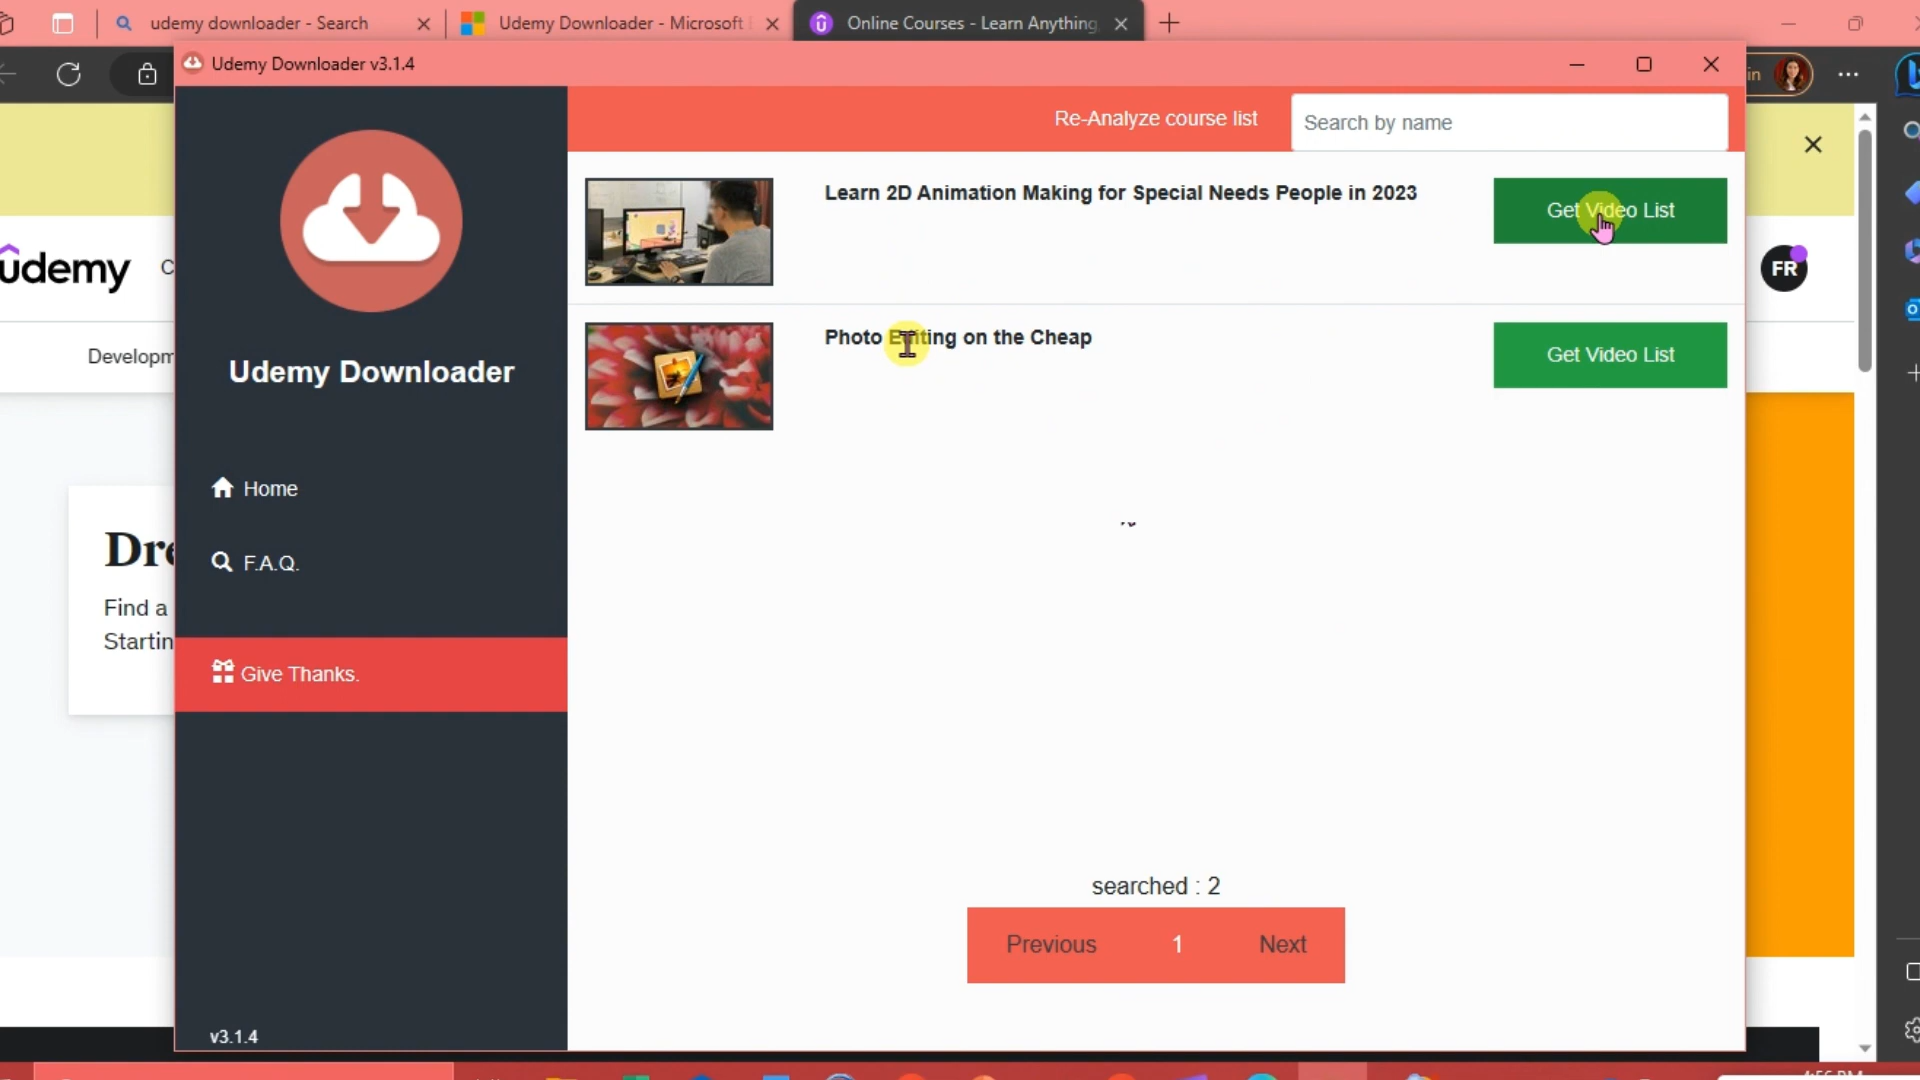 udemy downloader - Search
Udemy Downloader - Microsoft
Online Courses - Learn Anything
Udemy Downloader v3.1.4
in
Re-Analyze course list
Search by name
Learn 2D Animation Making for Special Needs People in 2023
Get Video List
Photo Editing on the Cheap
Get Video List
Udemy Downloader
Home
F.A.Q.
Give Thanks.
v3.1.4
searched : 2
Previous 1 Next
udemy
FR
Developm
Dre
Find a
Startin